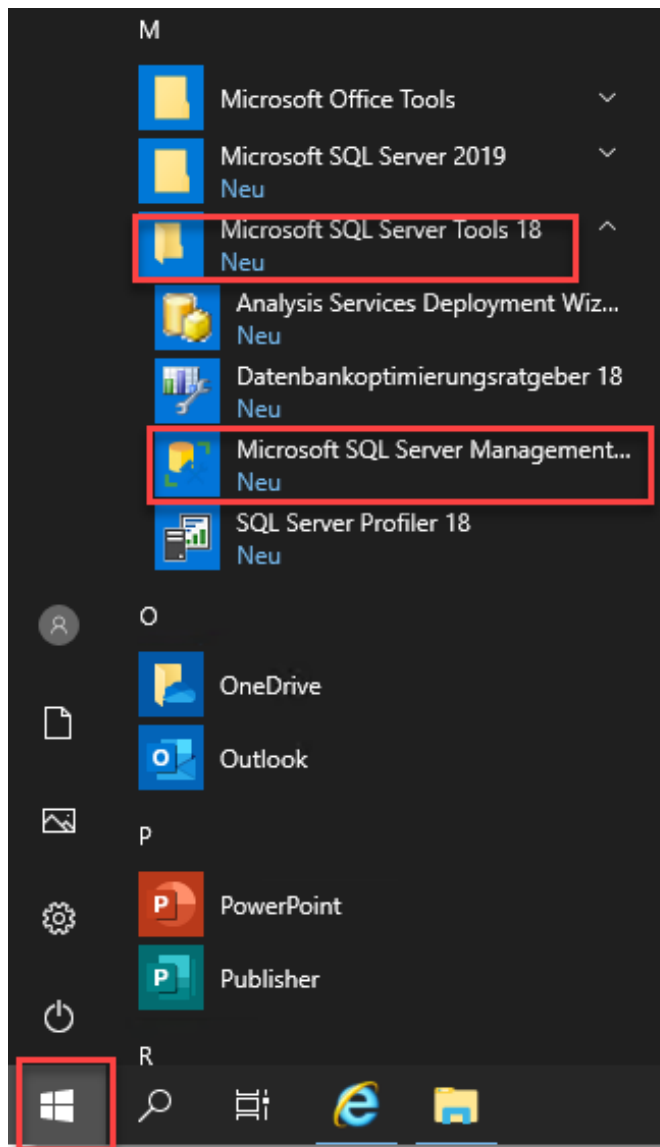 M
Microsoft Office Tools
Microsoft SQL Server 2019
Neu
Microsoft SQL Server Tools 18
Neu
Analysis Services Deployment Wiz...
Neu
Datenbankoptimierungsratgeber 18
Neu
Microsoft SQL Server Management...
Neu
SQL Server Profiler 18
Neu
O
OneDrive
Outlook
P
PowerPoint
Publisher
R